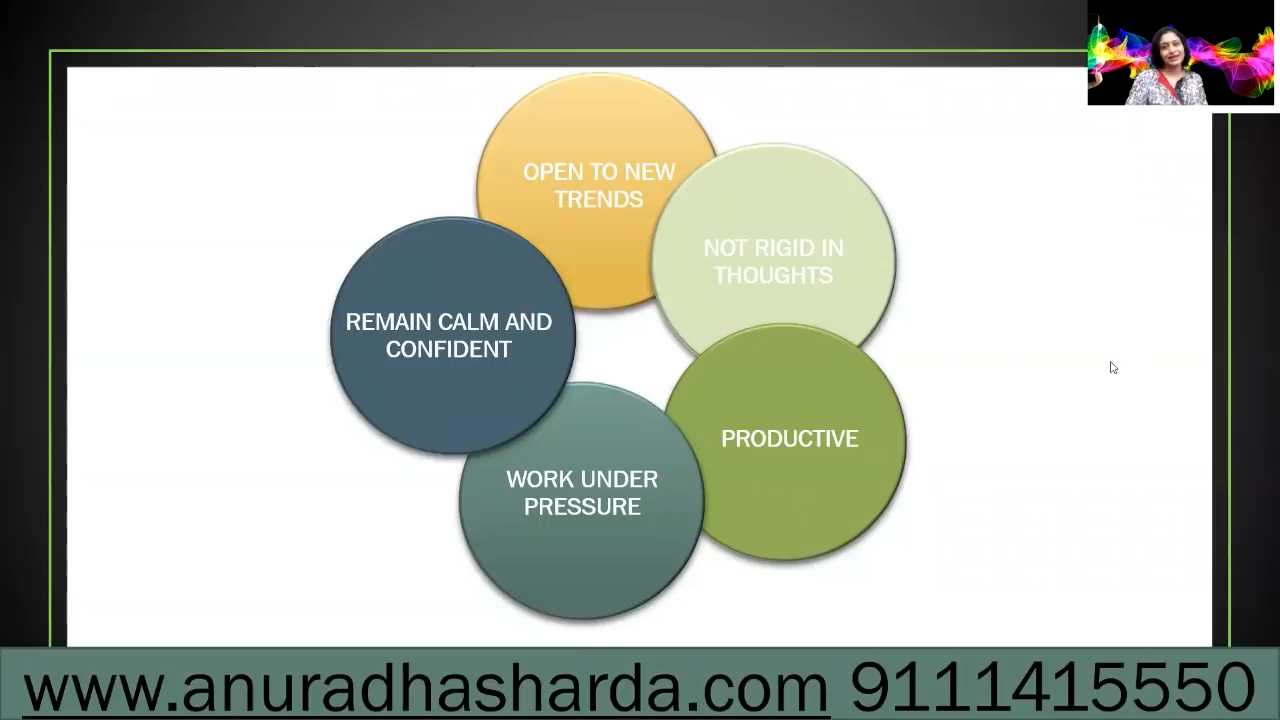 OPEN TO NEW
TRENDS
NOT RIGID IN
THOUGHTS
REMAIN CALM AND
CONFIDENT
PRODUCTIVE
WORK UNDER
PRESSURE
www.anuradhasharda.com 9111415550